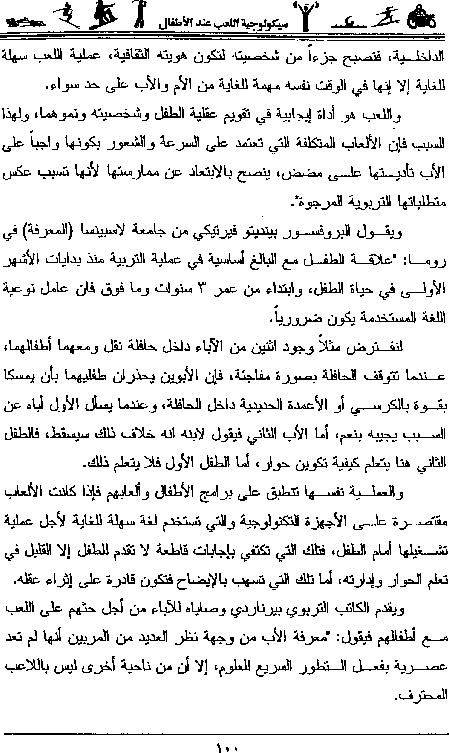 سيكولوجية اللعب عند الأطفال
الداخلية، فتصبح جزءاً من شخصيته لتكون هويته الثقافية، عملية اللعب سهلة
للغاية إلا إنها في الوقت نفسه مهمة للغاية من الأم والأب على حد سواء.
واللعب هو أداة إيجابية في تقويم عقلية الطفل وشخصيته ونموهما، ولهذا
السبب فإن الألعاب المتكلفة التي تعتمد على السرعة والشعور بكونها واجباً على
الأب تأديتها على مضض، ينصح بالابتعاد عن ممارستها لأنها تسبب عكس
متطلباتها التربوية المرجوة".
ويقول البروفسور بينديتو فيرتيكي من جامعة لاسبينسا (المعرفة) في
روما: "علاقة الطفل مع البالغ أساسية في عملية التربية منذ بدايات الأشهر
الأولى في حياة الطفل، وابتداء من عمر ٣ سنوات وما فوق فان عامل نوعية
اللغة المستخدمة يكون ضرورياً.
لنفترض مثلاً وجود اثنين من الآباء داخل حافلة نقل ومعهما أطفالهما،
عندما تتوقف الحافلة بصورة مفاجئة، فإن الأبوين يحذران طفليهما بأن يمسكا
بقوة بالكرسي أو الأعمدة الحديدية داخل الحافلة، وعندما يسأل الأول أباه عن
السبب يجيبه بنعم، أما الأب الثاني فيقول لابنه انه خلاف ذلك سيسقط، فالطفل
الثاني هنا يتعلم كيفية تكوين حوار، أما الطفل الأول فلا يتعلم ذلك.
والعملية نفسها تنطبق على برامج الأطفال وألعابهم فإذا كانت الألعاب
مقتصرة على الأجهزة التكنولوجية والتي تستخدم لغة سهلة للغاية لأجل عملية
تشغيلها أمام الطفل، فتلك التي تكتفي بإجابات قاطعة لا تقدم للطفل إلا القليل في
تعلم الحوار وإدارته، أما تلك التي تسهب بالإيضاح فتكون قادرة على إثراء عقله.
ويقدم الكاتب التربوي بيرناردي وصاياه للآباء من أجل حثهم على اللعب
مع أطفالهم فيقول: "معرفة الأب من وجهة نظر العديد من المربين أنها لم تعد
عصرية بفعل التطور السريع للعلوم، إلا أن من ناحية أخرى ليس باللاعب
المحترف.
١٠٠